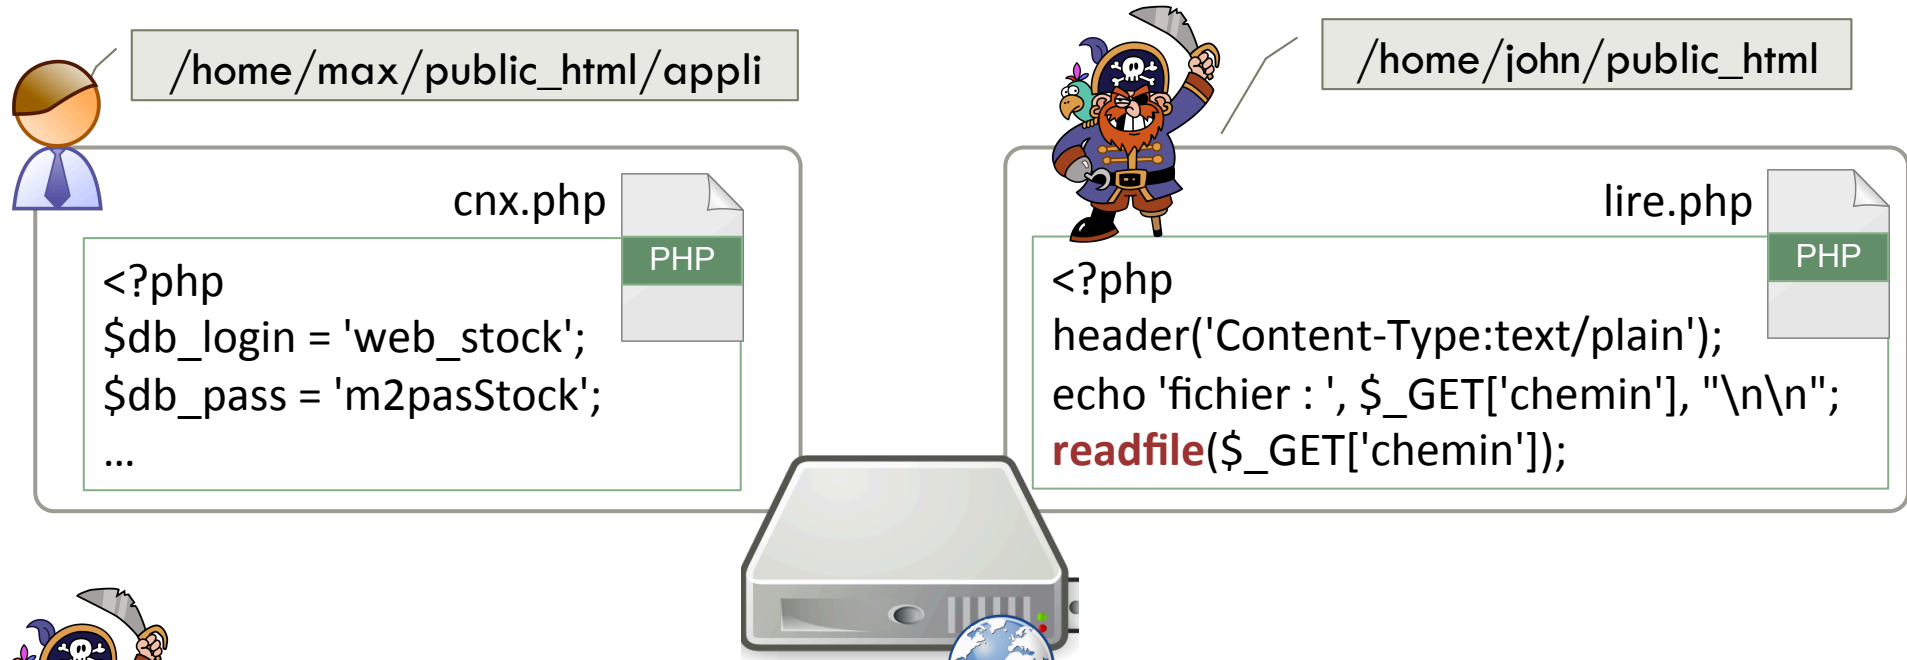 /home/max/public_html/appli
cnx.php
PHP
<?php
$db_login = 'web_stock';
$db_pass = 'm2pasStock';
...
/home/john/public_html
lire.php
PHP
<?php
header('Content-Type:text/plain');
echo 'fichier : ', $_GET['chemin'], "\n\n";
readfile($_GET['chemin']);